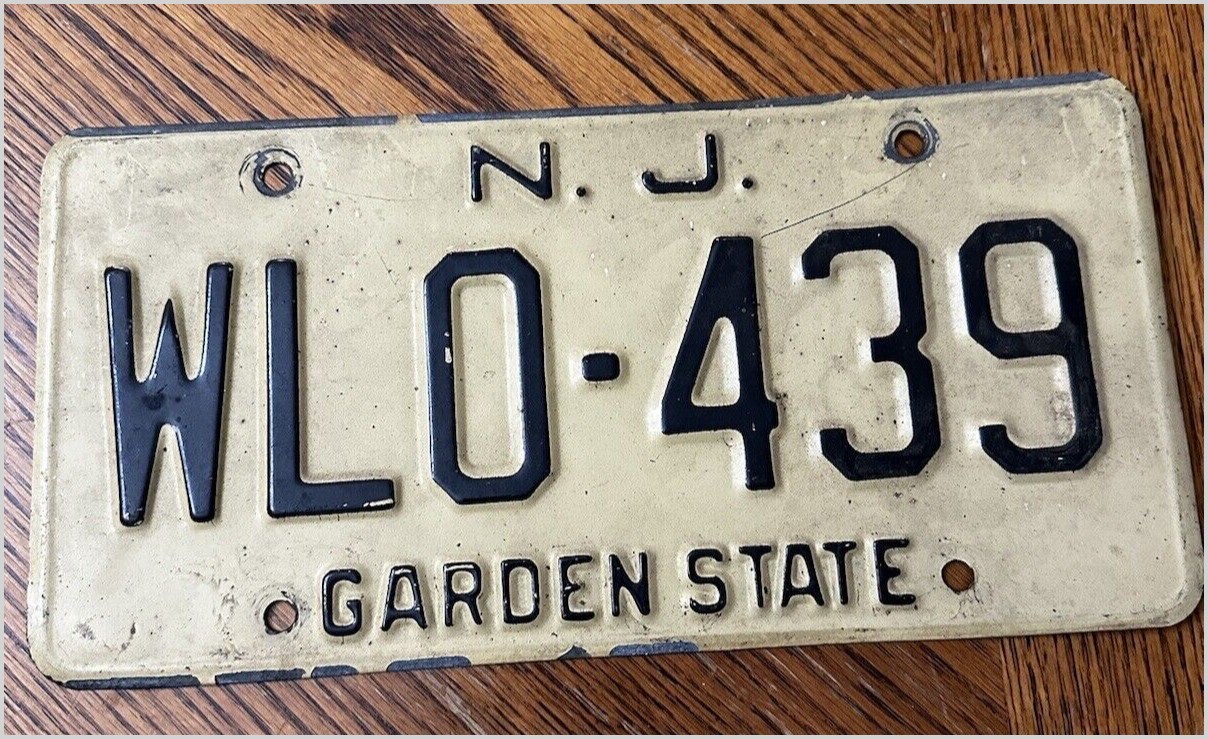 N. J.
WLO-439
GARDEN STATE